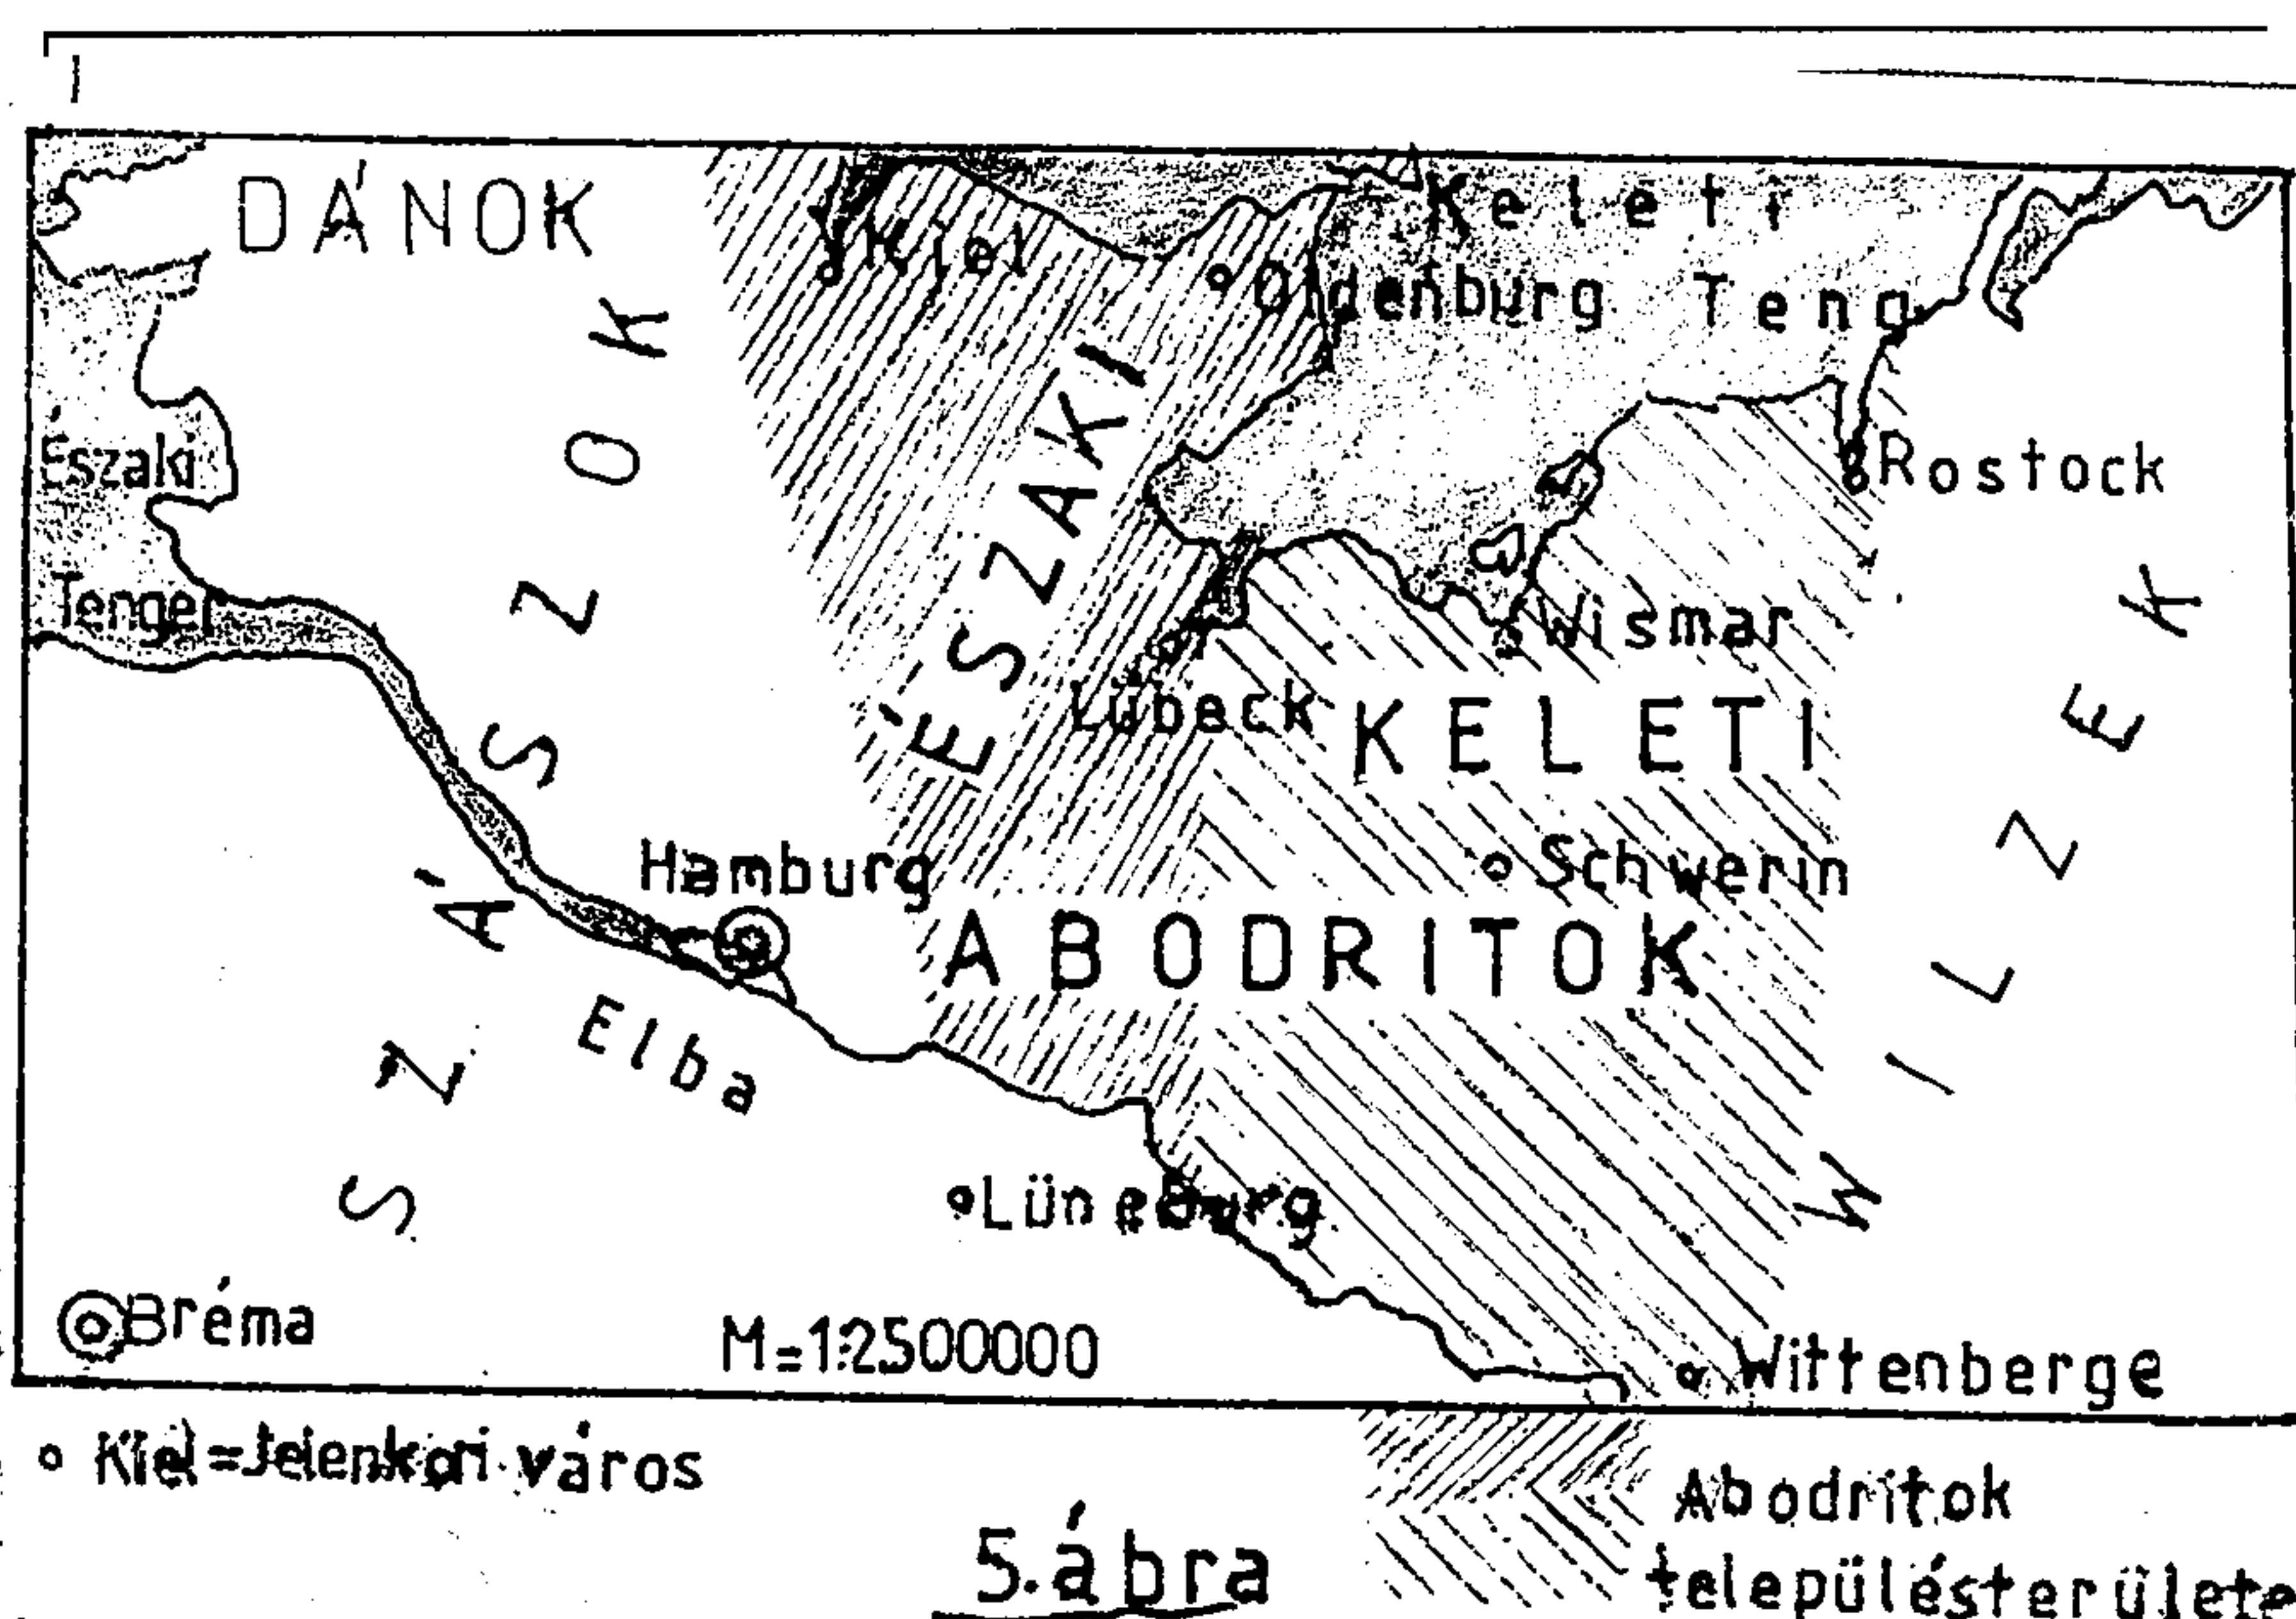 DÁNOK
Keleti
Kiel
Oldenburg
Teng.
Északi
Tenger
SZÁSZOK
ÉSZAKI
Rostock
Wismar
Lübeck
KELETI
Hamburg
Schwerin
ABODRITOK
WILZEK
Elba
Lüneburg
Bréma
M=1:2500000
Wittenberge
Kiel=Jelenkori város
Abodritok
településterülete
5.ábra